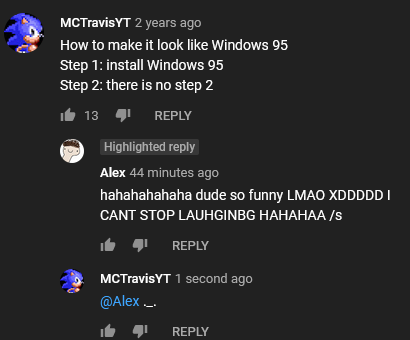 MCTravisYT 2 years ago
How to make it look like Windows 95
Step 1: install Windows 95
Step 2: there is no step 2
13 REPLY
Highlighted reply
Alex 44 minutes ago
hahahahahaha dude so funny LMAO XDDDDD I
CANT STOP LAUHGINBG HAHAHAA /s
REPLY
MCTravisYT 1 second ago
@Alex ._.
REPLY